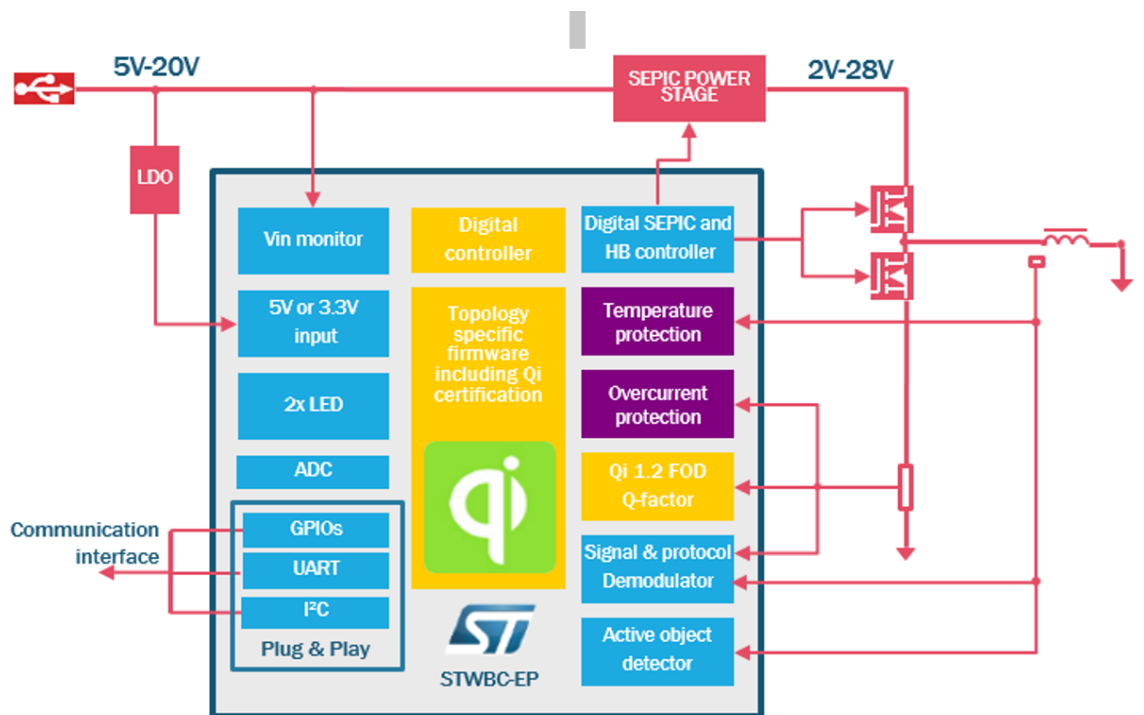 5V-20V
SEPIC POWER
STAGE
2V-28V
LDO
Vin monitor
Digital
controller
Digital SEPIC and
HB controller
5V or 3.3V
input
Topology
specific
firmware
including Qi
certification
Temperature
protection
2x LED
Overcurrent
protection
ADC
qi
Qi 1.2 FOD
Q-factor
Communication
interface
GPIOs
UART
I²C
Plug & Play
Signal & protocol
Demodulator
ST
STWBC-EP
Active object
detector